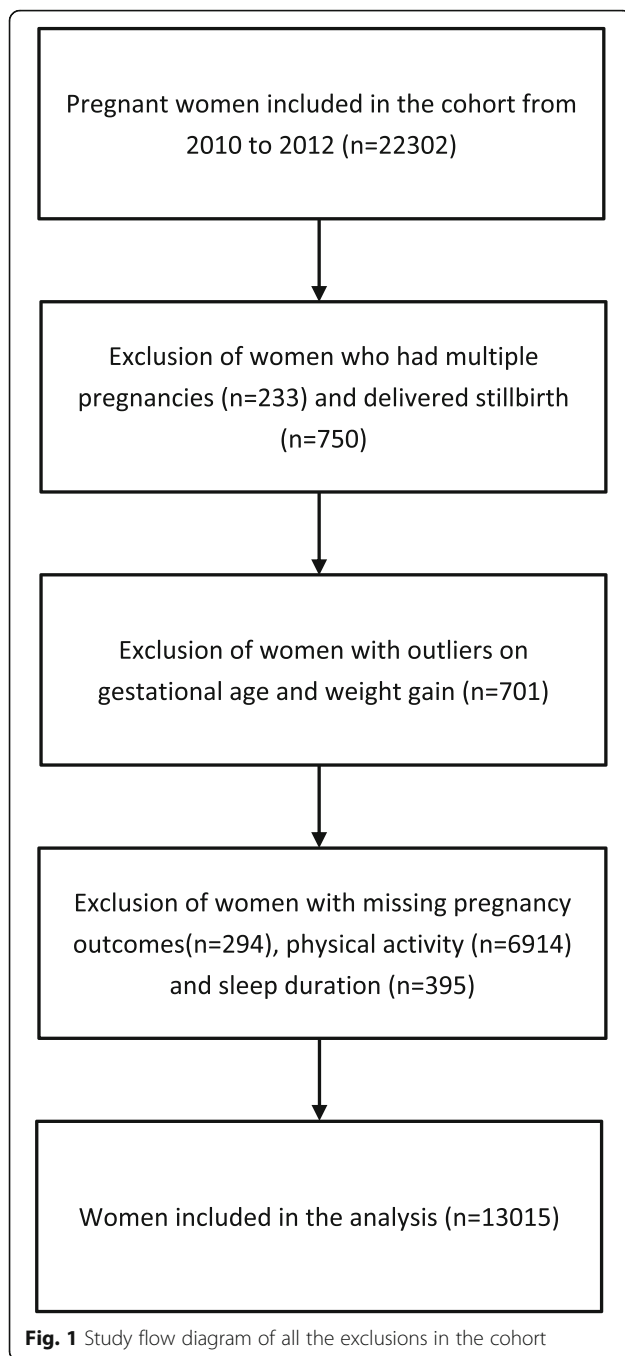 Pregnant women included in the cohort from
2010 to 2012 (n=22302)
Exclusion of women who had multiple
pregnancies (n=233) and delivered stillbirth
(n=750)
Exclusion of women with outliers on
gestational age and weight gain (n=701)
Exclusion of women with missing pregnancy
outcomes(n=294), physical activity (n=6914)
and sleep duration (n=395)
Women included in the analysis (n=13015)
Fig. 1 Study flow diagram of all the exclusions in the cohort